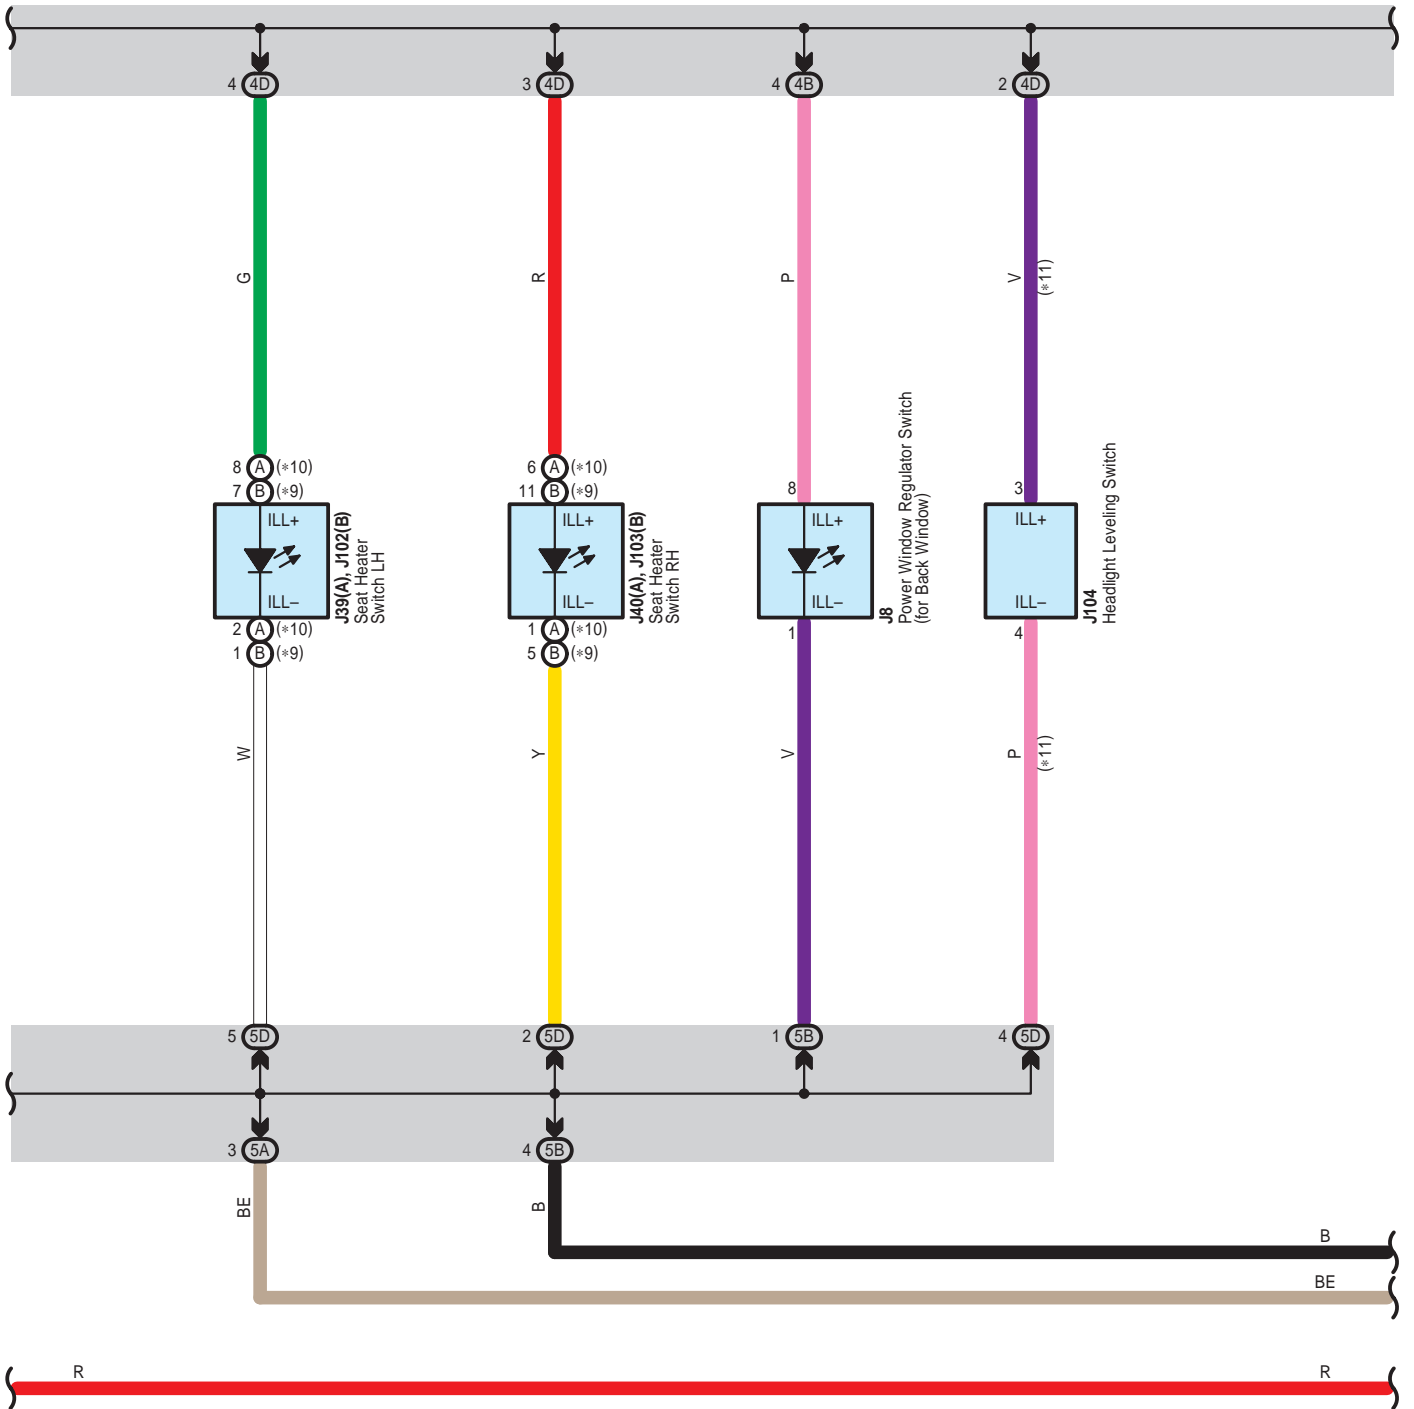 4 4D
3 4D
4 4B
2 4D
G
R
P
V
(*11)
8 A (*10)
7 B (*9)
ILL+
ILL–
2 A (*10)
1 B (*9)
J39(A), J102(B)
Seat Heater
Switch LH
6 A (*10)
11 B (*9)
ILL+
ILL–
1 A (*10)
5 B (*9)
J40(A), J103(B)
Seat Heater
Switch RH
8
ILL+
ILL–
1
J8
Power Window Regulator Switch
(for Back Window)
3
ILL+
ILL–
4
J104
Headlight Leveling Switch
W
Y
V
P
(*11)
5 5D
2 5D
1 5B
4 5D
3 5A
4 5B
BE
B
B
BE
R
R